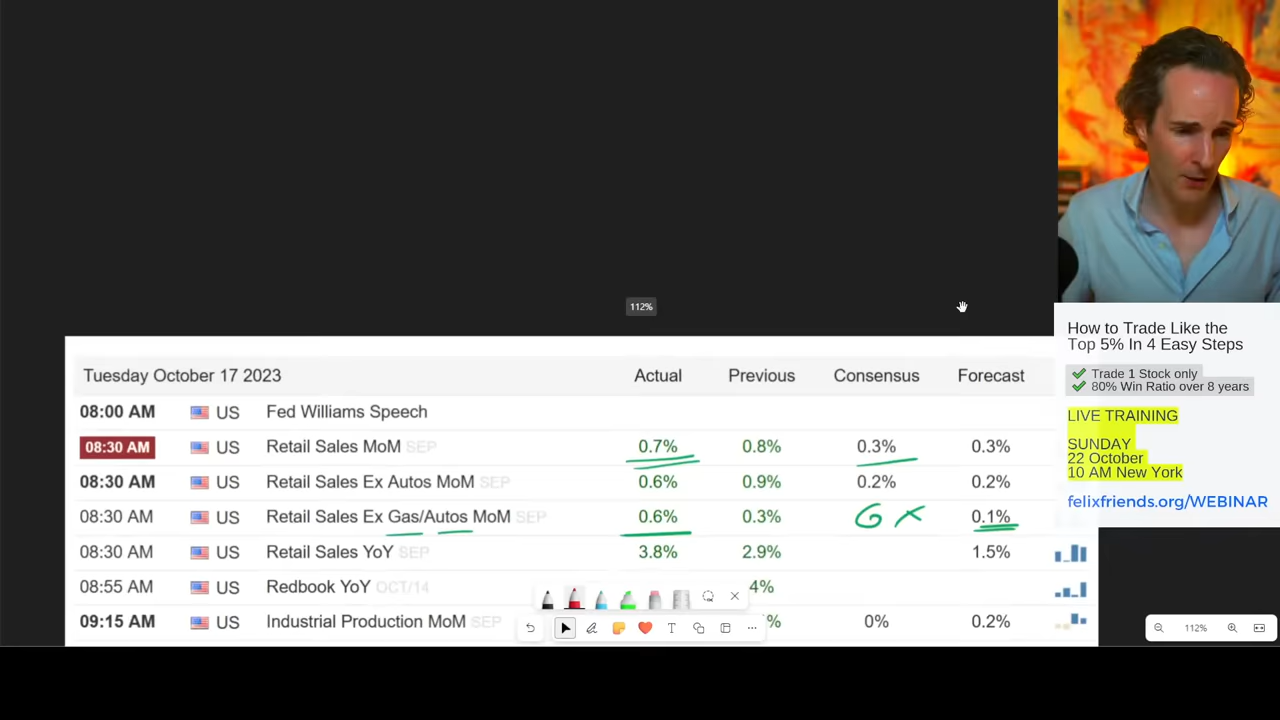 112%
Tuesday October 17 2023 Actual Previous Consensus Forecast
08:00 AM US Fed Williams Speech
08:30 AM US Retail Sales MoM SEP 0.7% 0.8% 0.3% 0.3%
08:30 AM US Retail Sales Ex Autos MoM SEP 0.6% 0.9% 0.2% 0.2%
08:30 AM US Retail Sales Ex Gas/Autos MoM SEP 0.6% 0.3% 6 x 0.1%
08:30 AM US Retail Sales YoY SEP 3.8% 2.9% 1.5%
08:55 AM US Redbook YoY OCT/14 4%
09:15 AM US Industrial Production MoM SEP % 0% 0.2%
T
112%
How to Trade Like the
Top 5% In 4 Easy Steps
Trade 1 Stock only
80% Win Ratio over 8 years
LIVE TRAINING
SUNDAY
22 October
10 AM New York
felixfriends.org/WEBINAR